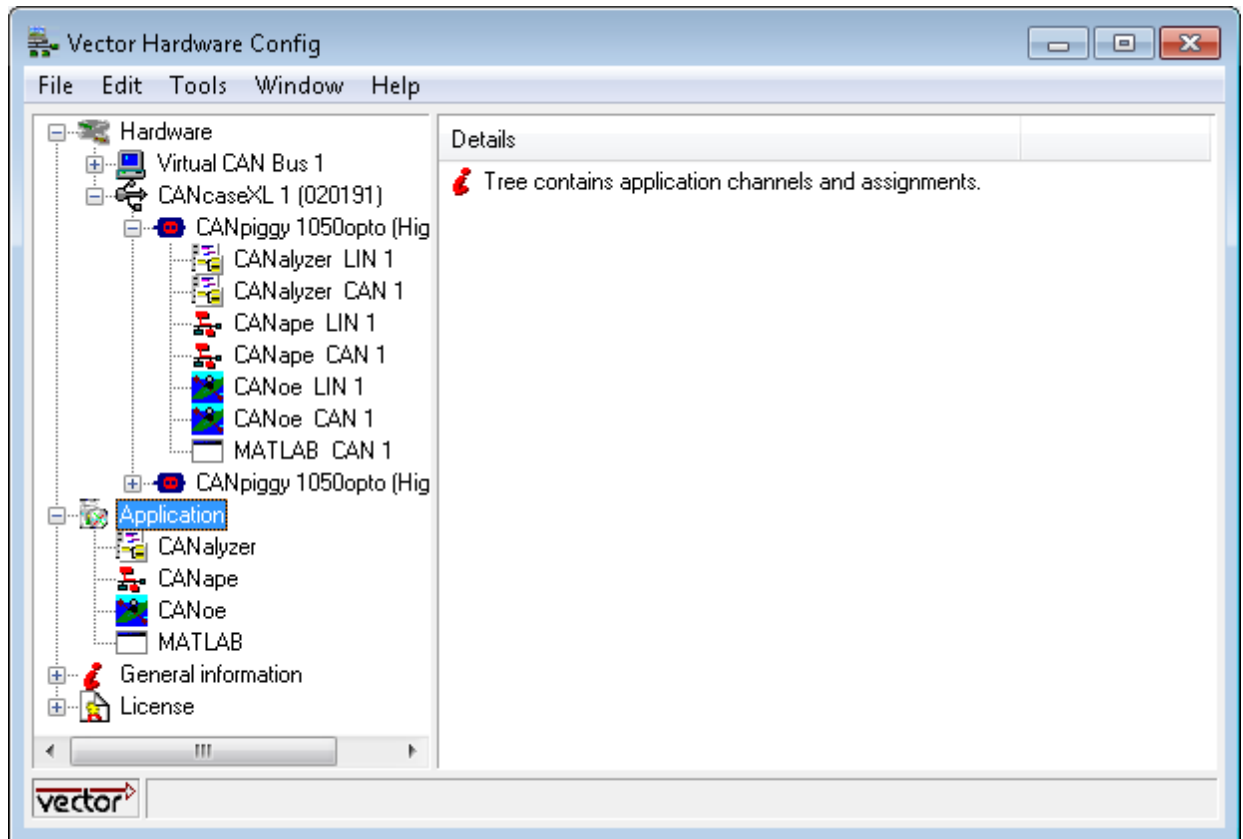 Vector Hardware Config
File Edit Tools Window Help
Hardware
Virtual CAN Bus 1
CANcaseXL 1 (020191)
CANpiggy 1050opto (Hig
CANalyzer LIN 1
CANalyzer CAN 1
CANape LIN 1
CANape CAN 1
CANoe LIN 1
CANoe CAN 1
MATLAB CAN 1
CANpiggy 1050opto (Hig
Application
CANalyzer
CANape
CANoe
MATLAB
General information
License
Details
Tree contains application channels and assignments.
vector